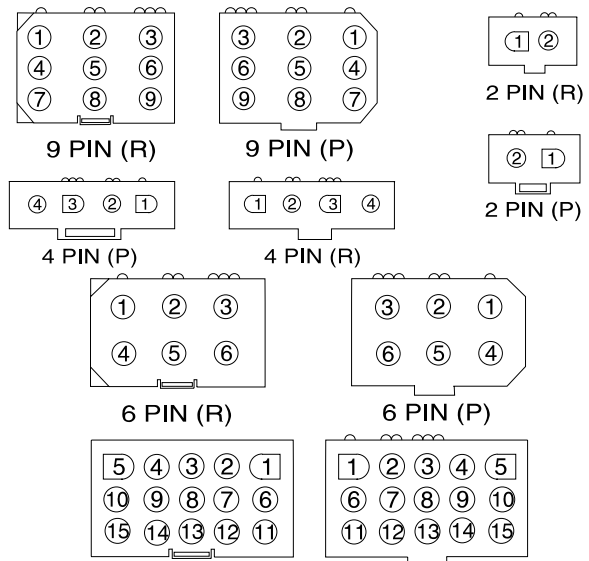 1 2 3
4 5 6
7 8 9
9 PIN (R)
3 2 1
6 5 4
9 8 7
9 PIN (P)
1 2
2 PIN (R)
2 1
2 PIN (P)
4 3 2 1
4 PIN (P)
1 2 3 4
4 PIN (R)
1 2 3
4 5 6
6 PIN (R)
3 2 1
6 5 4
6 PIN (P)
5 4 3 2 1
10 9 8 7 6
15 14 13 12 11
1 2 3 4 5
6 7 8 9 10
11 12 13 14 15